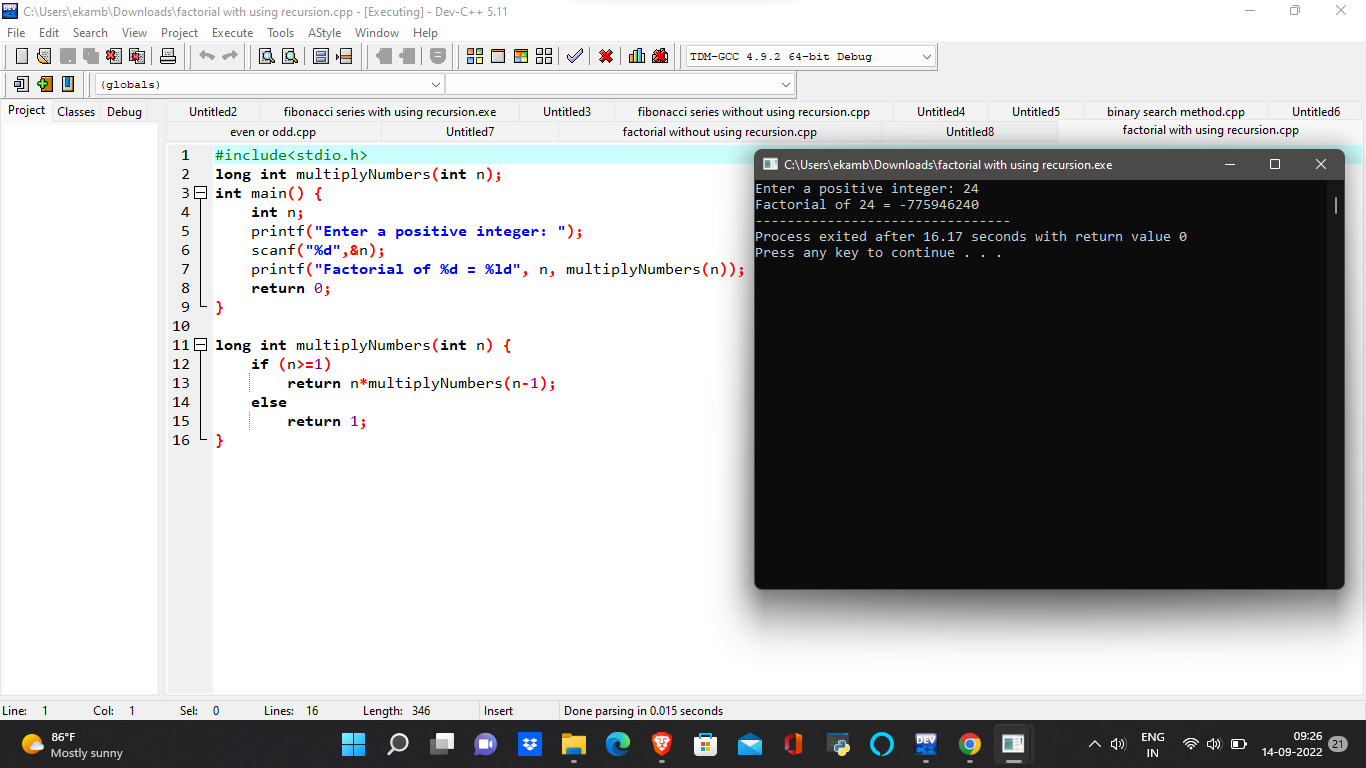 C:\Users\ekamb\Downloads\factorial with using recursion.cpp - [Executing] - Dev-C++ 5.11
File Edit Search View Project Execute Tools AStyle Window Help
TDM-GCC 4.9.2 64-bit Debug
(globals)
Project Classes Debug
Untitled2 fibonacci series with using recursion.exe Untitled3 fibonacci series without using recursion.cpp Untitled4 Untitled5 binary search method.cpp Untitled6
even or odd.cpp Untitled7 factorial without using recursion.cpp Untitled8 factorial with using recursion.cpp
1 #include<stdio.h>
2 long int multiplyNumbers(int n);
3 int main() {
4 int n;
5 printf("Enter a positive integer: ");
6 scanf("%d",&n);
7 printf("Factorial of %d = %ld", n, multiplyNumbers(n));
8 return 0;
9 }
10
11 long int multiplyNumbers(int n) {
12 if (n>=1)
13 return n*multiplyNumbers(n-1);
14 else
15 return 1;
16 }
C:\Users\ekamb\Downloads\factorial with using recursion.exe
Enter a positive integer: 24
Factorial of 24 = -775946240
--------------------------------
Process exited after 16.17 seconds with return value 0
Press any key to continue . . .
Line: 1 Col: 1 Sel: 0 Lines: 16 Length: 346 Insert Done parsing in 0.015 seconds
86°F
Mostly sunny
DEV
ENG
IN
09:26
14-09-2022
21